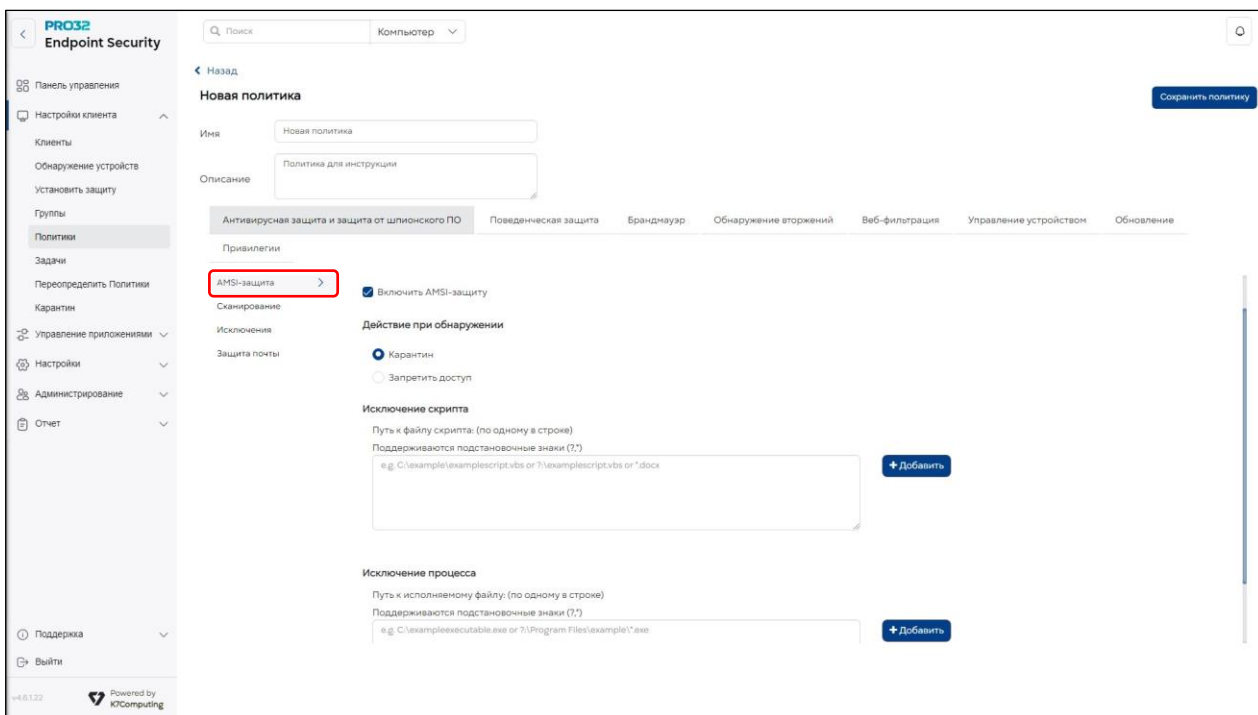 PRO32
Endpoint Security
Поиск
Компьютер
Назад
Новая политика
Сохранить политику
Имя
Новая политика
Описание
Политика для инструкции
Панель управления
Настройки клиента
Клиенты
Обнаружение устройств
Установить защиту
Группы
Политики
Задачи
Переопределить Политики
Карантин
Управление приложениями
Настройки
Администрирование
Отчет
Антивирусная защита и защита от шпионского ПО Поведенческая защита Брандмауэр Обнаружение вторжений Веб-фильтрация Управление устройством Обновление
Привилегии
AMSI-защита
Сканирование
Исключения
Защита почты
Включить AMSI-защиту
Действие при обнаружении
Карантин
Запретить доступ
Исключение скрипта
Путь к файлу скрипта: (по одному в строке)
Поддерживаются подстановочные знаки (?,*)
e.g. C:\example\examplescript.vbs or ?:\examplescript.vbs or *.docx
+ Добавить
Исключение процесса
Путь к исполняемому файлу: (по одному в строке)
Поддерживаются подстановочные знаки (?,*)
e.g. C:\exampleexecutable.exe or ?:\Program Files\example\*.exe
+ Добавить
Поддержка
Выйти
v4.6.1.22
Powered by
K7Computing